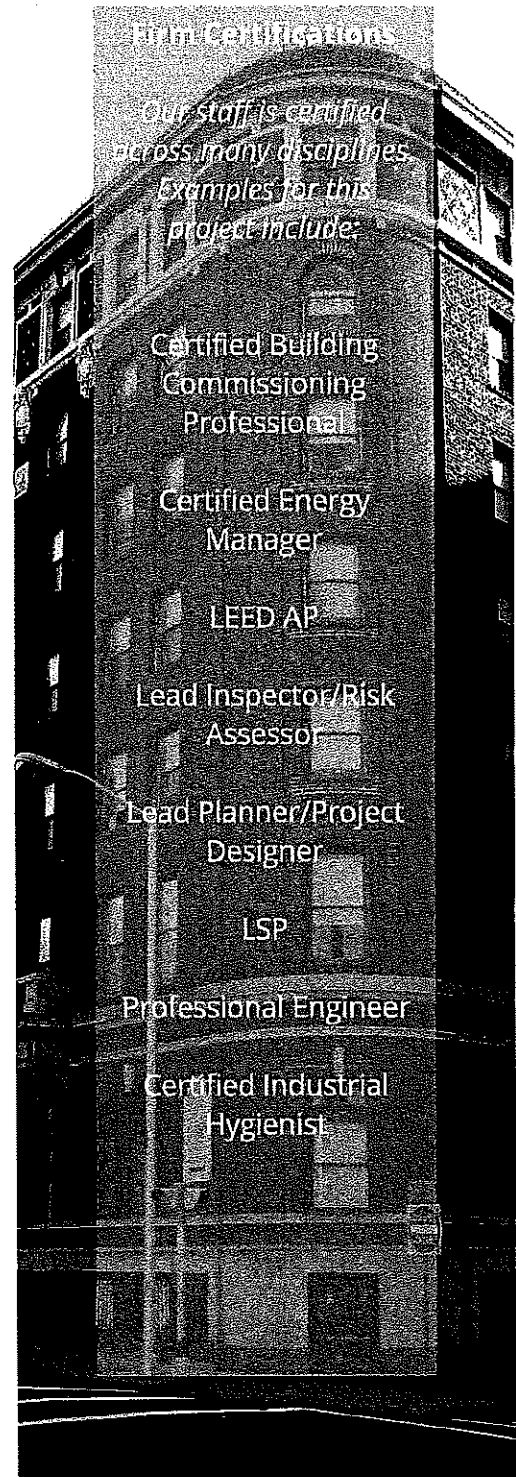 Firm Certifications
Our staff is certified
across many disciplines.
Examples for this
project include:
Certified Building
Commissioning
Professional
Certified Energy
Manager
LEED AP
Lead Inspector/Risk
Assessor
Lead Planner/Project
Designer
LSP
Professional Engineer
Certified Industrial
Hygienist